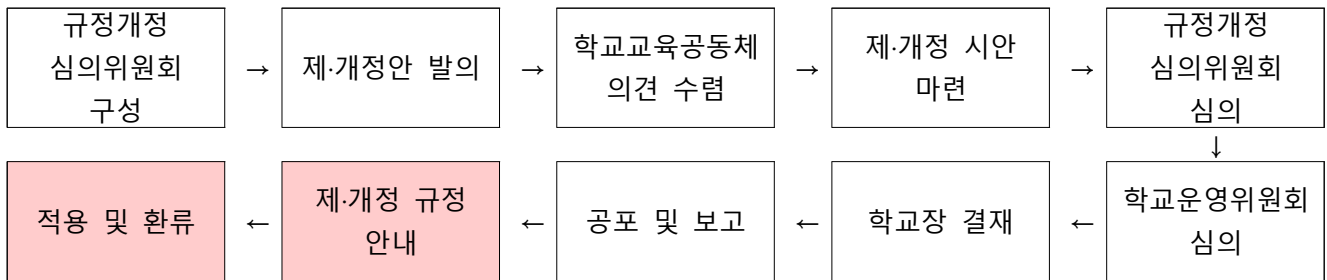 규정개정
심의위원회
구성
→
제·개정안 발의
→
학교교육공동체
의견 수렴
→
제·개정 시안
마련
→
규정개정
심의위원회
심의
↓
학교운영위원회
심의
←
학교장 결재
←
공포 및 보고
←
제·개정 규정
안내
←
적용 및 환류